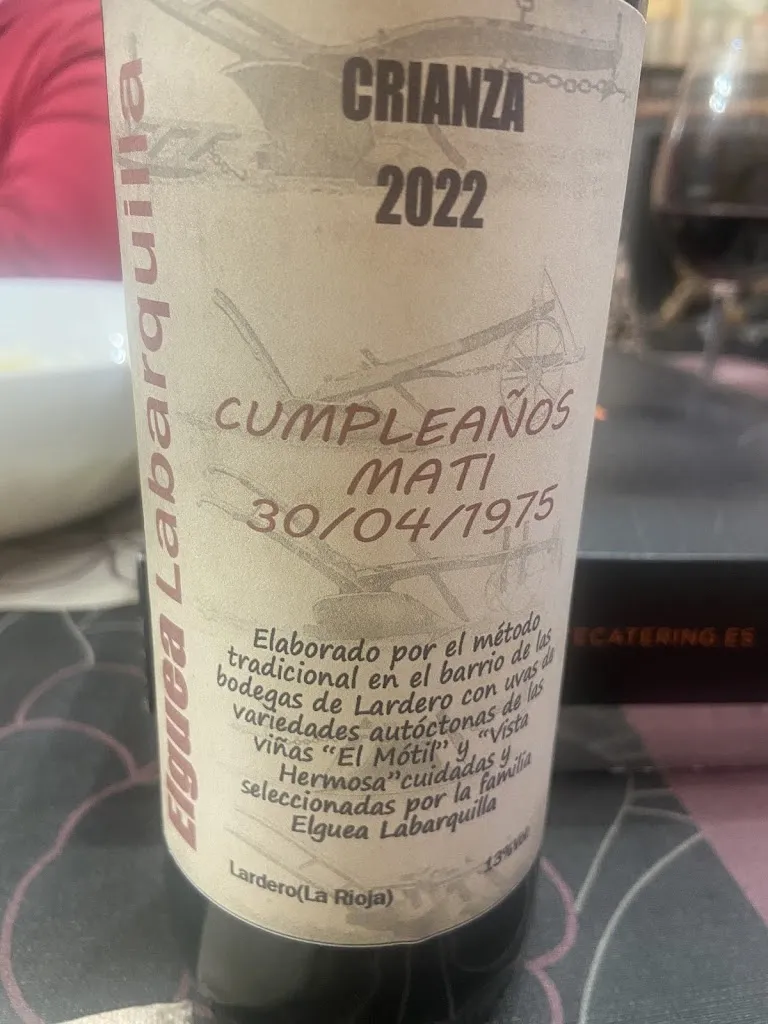 CRIANZA
2022
Elguea Labarquilla
CUMPLEAÑOS
MATI
30/04/1975
Elaborado por el método
tradicional en el barrio de las
bodegas de Lardero con uvas de
variedades autóctonas de las
viñas “El Mótil” y “Vista
Hermosa”cuidadas y
seleccionadas por la familia
Elguea Labarquilla
13%vol
Lardero(La Rioja)
ECATERING.ES